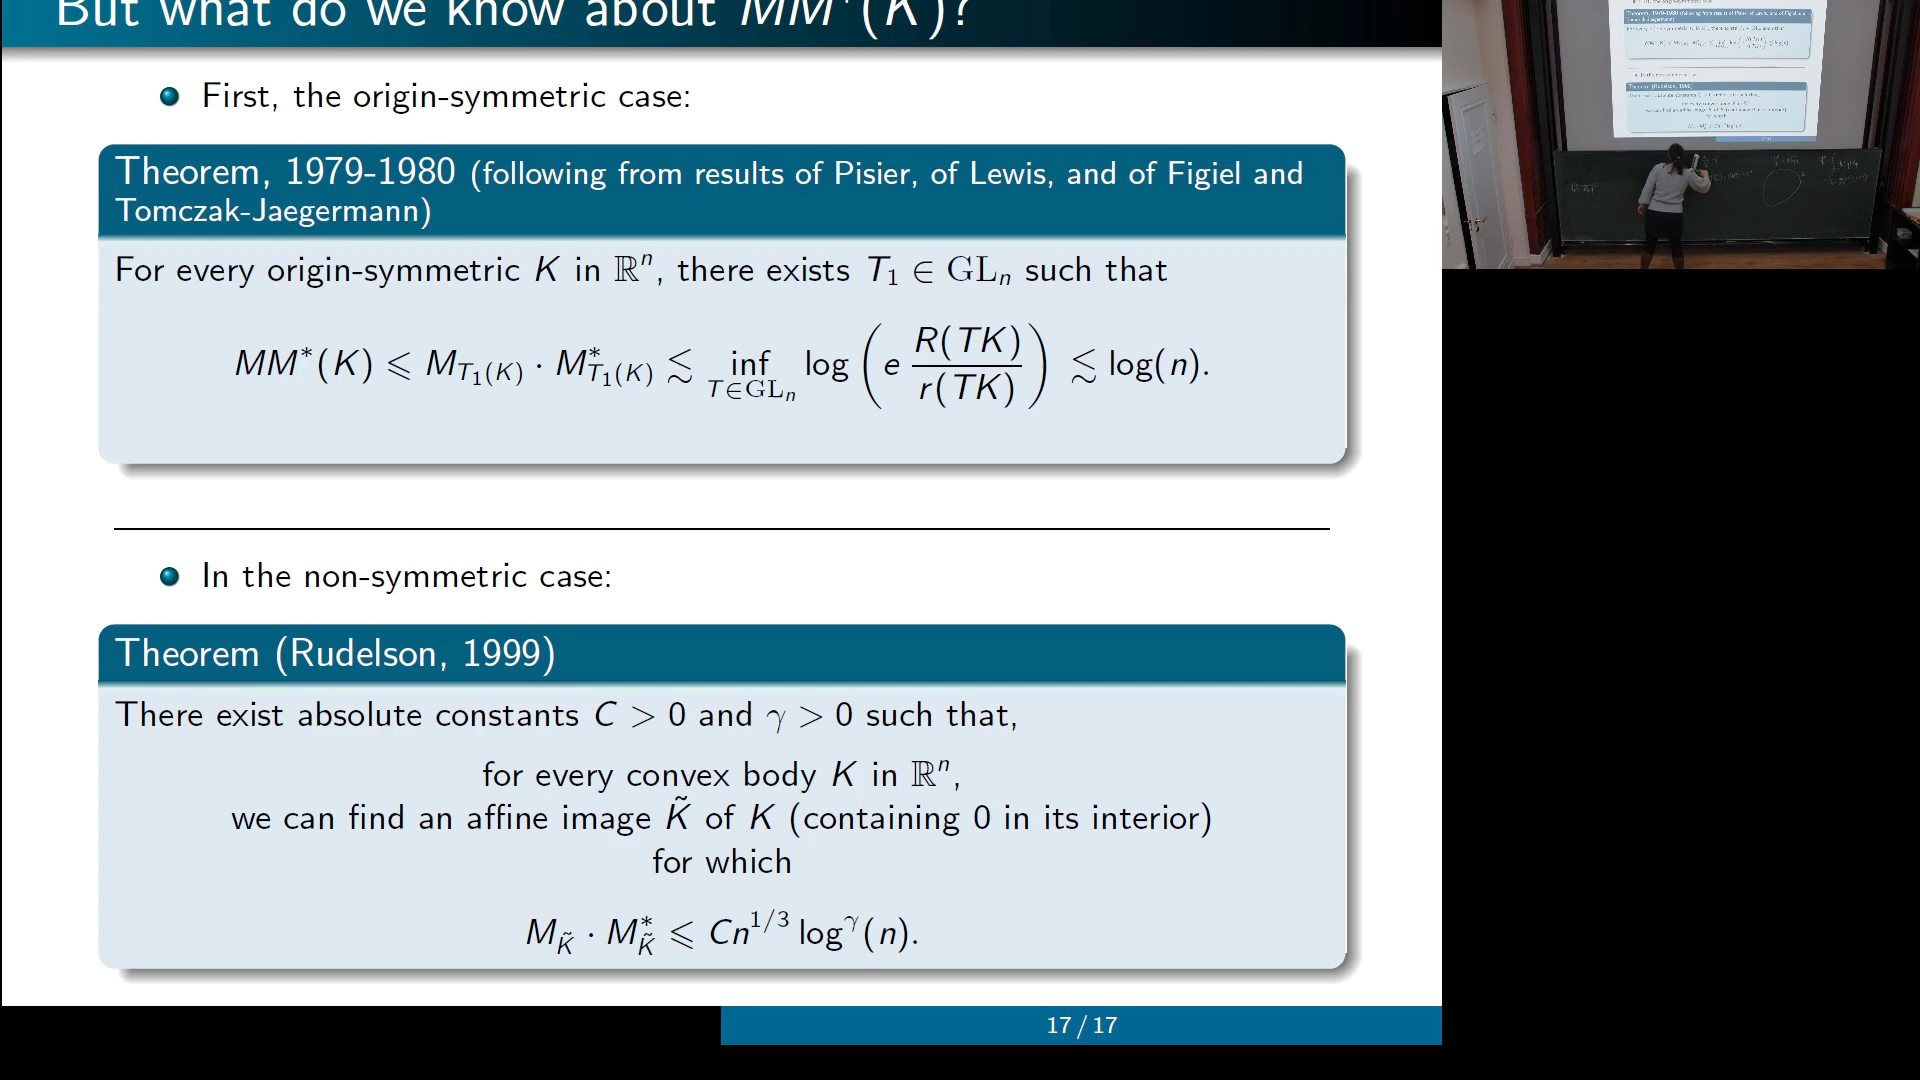 But what do we know about MM*(K)?
First, the origin-symmetric case:
Theorem, 1979-1980 (following from results of Pisier, of Lewis, and of Figiel and
Tomczak-Jaegermann)
For every origin-symmetric K in ℝⁿ, there exists T₁ ∈ GLₙ such that
MM*(K) ⩽ M_{T₁(K)} · M*_{T₁(K)} ≲ inf_{T∈GLₙ} log( e R(TK)/r(TK) ) ≲ log(n).
In the non-symmetric case:
Theorem (Rudelson, 1999)
There exist absolute constants C > 0 and γ > 0 such that,
for every convex body K in ℝⁿ,
we can find an affine image K̃ of K (containing 0 in its interior)
for which
M_{K̃} · M*_{K̃} ⩽ Cn^{1/3} log^γ(n).
17 / 17